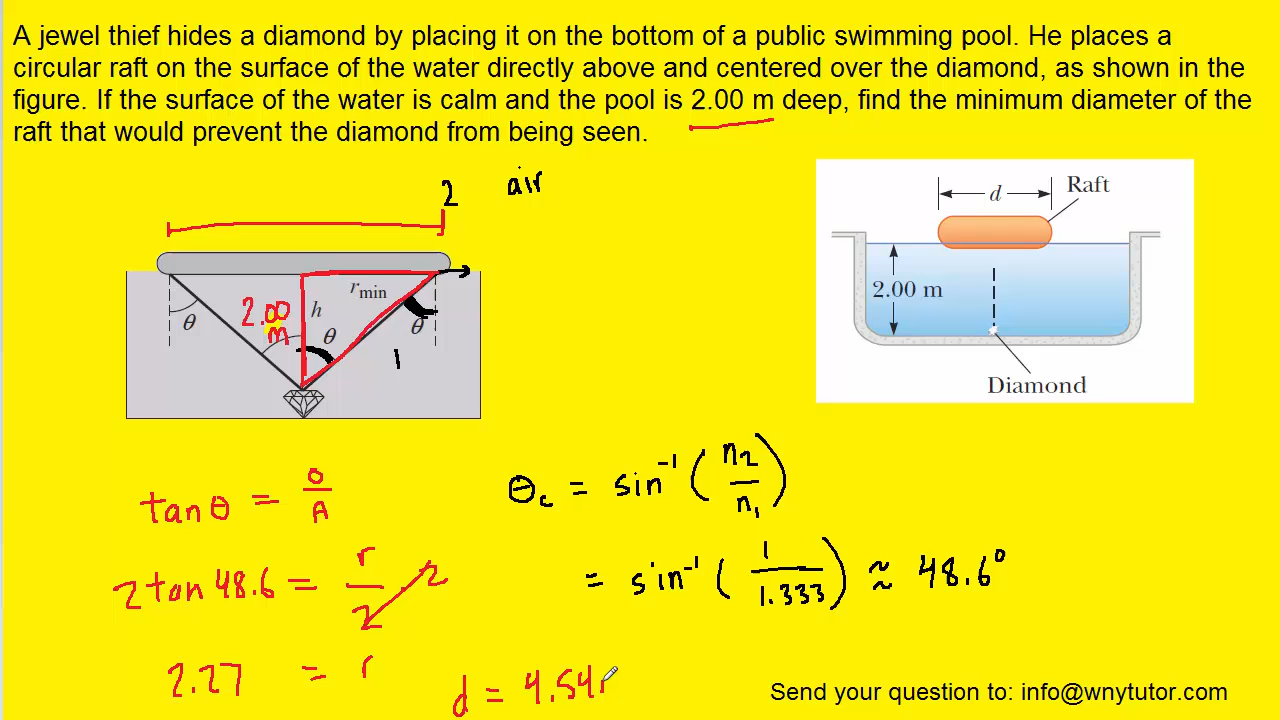 A jewel thief hides a diamond by placing it on the bottom of a public swimming pool. He places a
circular raft on the surface of the water directly above and centered over the diamond, as shown in the
figure. If the surface of the water is calm and the pool is 2.00 m deep, find the minimum diameter of the
raft that would prevent the diamond from being seen.
2 air
d Raft
2.00 m
Diamond
r min
2.00 m h
θ θ θ
1
tan θ = O/A
2 tan 48.6 = r/2 · 2
2.27 = r
d = 4.54m
θc = sin⁻¹ (n₂/n₁)
= sin⁻¹ (1/1.333) ≈ 48.6°
Send your question to: info@wnytutor.com